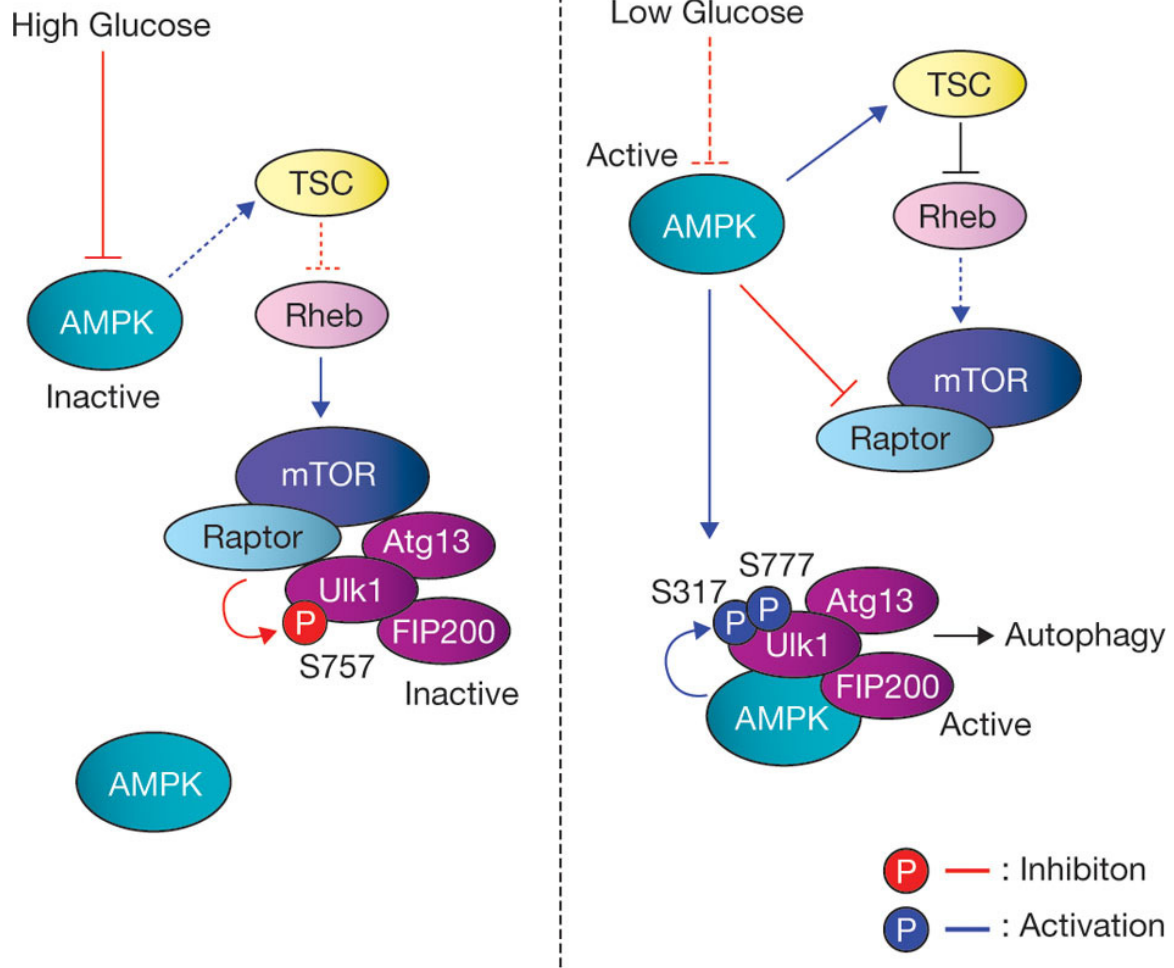 High Glucose
TSC
AMPK
Rheb
Inactive
mTOR
Raptor
Atg13
Ulk1
P
FIP200
S757
Inactive
AMPK
Low Glucose
TSC
Active
AMPK
Rheb
mTOR
Raptor
S777
S317
P
P
Atg13
Ulk1
Autophagy
FIP200
AMPK
Active
P : Inhibiton
P : Activation